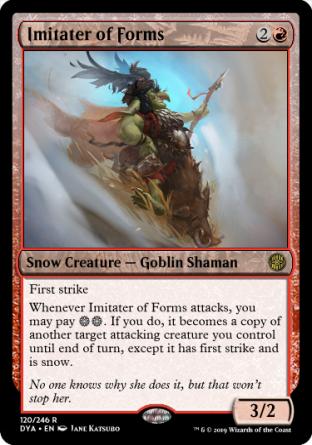 Imitater of Forms 2
Snow Creature — Goblin Shaman
First strike
Whenever Imitater of Forms attacks, you
may pay. If you do, it becomes a copy of
another target attacking creature you control
until end of turn, except it has first strike and
is snow.
No one knows why she does it, but that won't
stop her.
120/246 R
DYA • EN Jane Katsubo
3/2
™ & © 2019 Wizards of the Coast